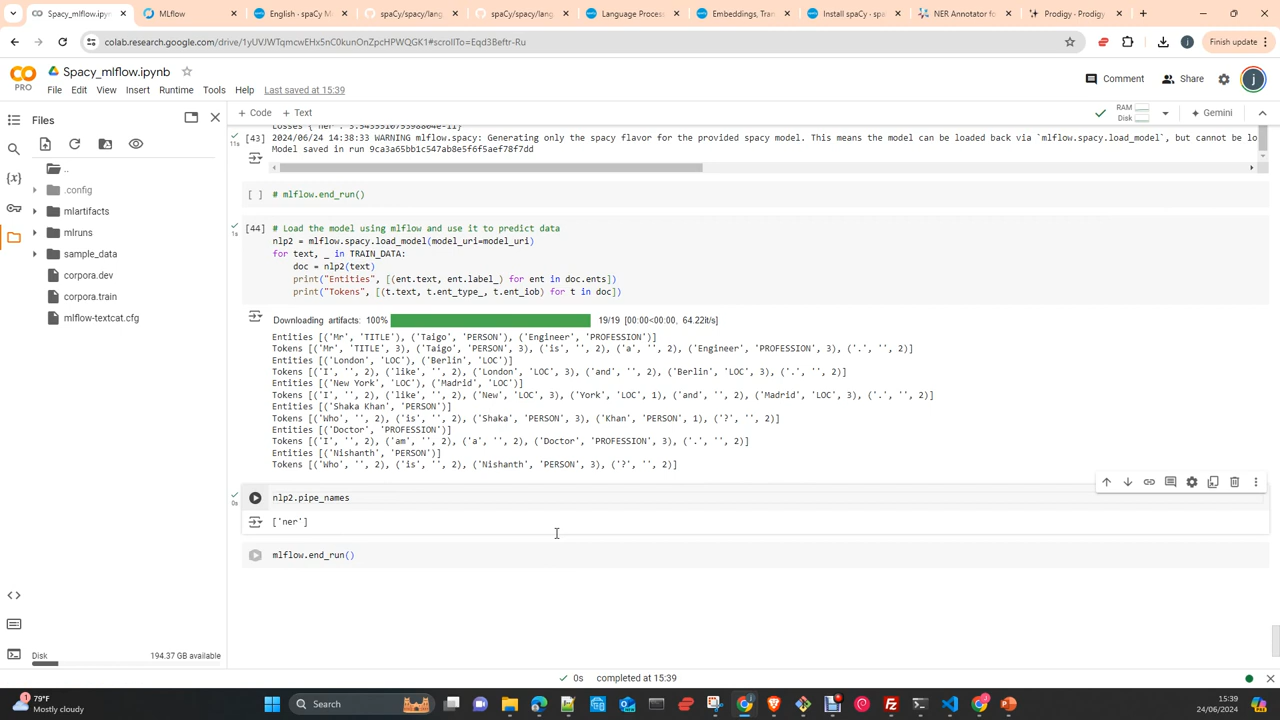 Spacy_mlflow.ipynb
MLflow
English · spaCy M
spaCy/spacy/lang
spaCy/spacy/lang
Language Process
Embeddings, Tran
Install spaCy · spa
NER Annotator fo
Prodigy · Prodigy
colab.research.google.com/drive/1yUVJWTqmcwEHx5nC0kunOnZpcHPWQGK1#scrollTo=Eqd3Beftr-Ru
Finish update
Spacy_mlflow.ipynb
PRO
File Edit View Insert Runtime Tools Help Last saved at 15:39
Comment
Share
Files
+ Code + Text
RAM
Disk
Gemini
..
.config
mlartifacts
mlruns
sample_data
corpora.dev
corpora.train
mlflow-textcat.cfg
Disk
194.37 GB available
[43] 2024/06/24 14:38:33 WARNING mlflow.spacy: Generating only the spacy flavor for the provided spacy model. This means the model can be loaded back via `mlflow.spacy.load_model`, but cannot be lo
11s
Model saved in run 9ca3a65bb1c547ab8e5f6f5aef78f7dd
[ ] # mlflow.end_run()
[44] # Load the model using mlflow and use it to predict data
1s
nlp2 = mlflow.spacy.load_model(model_uri=model_uri)
for text, _ in TRAIN_DATA:
doc = nlp2(text)
print("Entities", [(ent.text, ent.label_) for ent in doc.ents])
print("Tokens", [(t.text, t.ent_type_, t.ent_iob) for t in doc])
Downloading artifacts: 100% 19/19 [00:00<00:00, 64.22it/s]
Entities [('Mr', 'TITLE'), ('Taigo', 'PERSON'), ('Engineer', 'PROFESSION')]
Tokens [('Mr', 'TITLE', 3), ('Taigo', 'PERSON', 3), ('is', '', 2), ('a', '', 2), ('Engineer', 'PROFESSION', 3), ('.', '', 2)]
Entities [('London', 'LOC'), ('Berlin', 'LOC')]
Tokens [('I', '', 2), ('like', '', 2), ('London', 'LOC', 3), ('and', '', 2), ('Berlin', 'LOC', 3), ('.', '', 2)]
Entities [('New York', 'LOC'), ('Madrid', 'LOC')]
Tokens [('I', '', 2), ('like', '', 2), ('New', 'LOC', 3), ('York', 'LOC', 1), ('and', '', 2), ('Madrid', 'LOC', 3), ('.', '', 2)]
Entities [('Shaka Khan', 'PERSON')]
Tokens [('Who', '', 2), ('is', '', 2), ('Shaka', 'PERSON', 3), ('Khan', 'PERSON', 1), ('?', '', 2)]
Entities [('Doctor', 'PROFESSION')]
Tokens [('I', '', 2), ('am', '', 2), ('a', '', 2), ('Doctor', 'PROFESSION', 3), ('.', '', 2)]
Entities [('Nishanth', 'PERSON')]
Tokens [('Who', '', 2), ('is', '', 2), ('Nishanth', 'PERSON', 3), ('?', '', 2)]
nlp2.pipe_names
0s
['ner']
mlflow.end_run()
0s completed at 15:39
79°F
Mostly cloudy
Search
15:39
24/06/2024